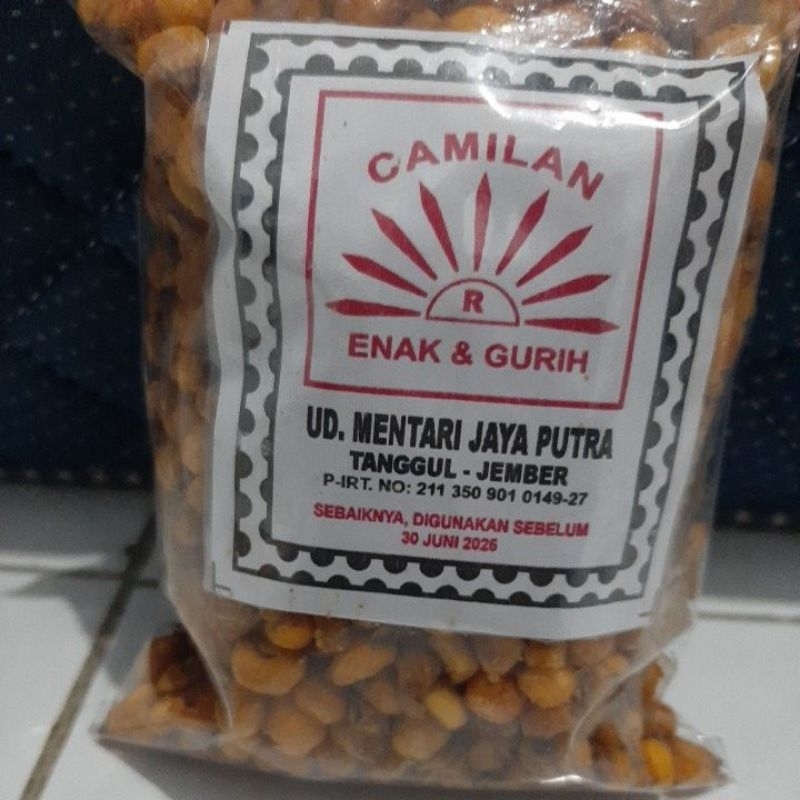 CAMILAN
R
ENAK & GURIH
UD. MENTARI JAYA PUTRA
TANGGUL - JEMBER
P-IRT. NO: 211 350 901 0149-27
SEBAIKNYA, DIGUNAKAN SEBELUM
30 JUNI 2026